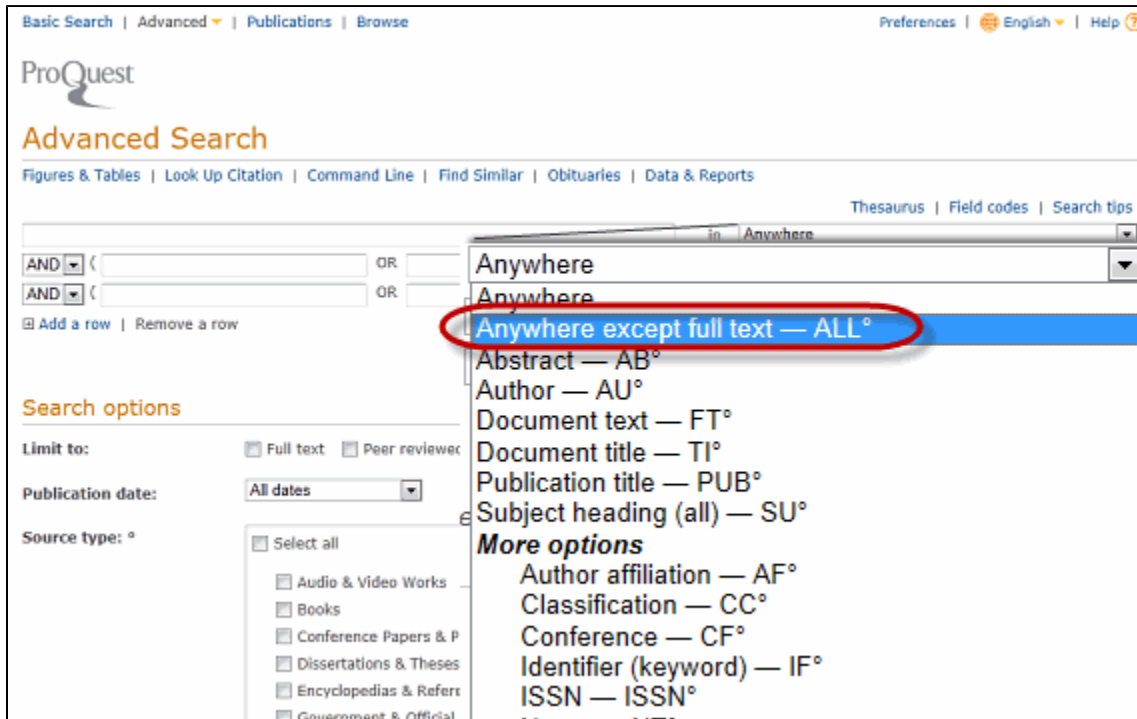 Basic Search | Advanced | Publications | Browse
Preferences | English | Help ?
ProQuest
Advanced Search
Figures & Tables | Look Up Citation | Command Line | Find Similar | Obituaries | Data & Reports
Thesaurus | Field codes | Search tips
in Anywhere
AND ( OR
AND ( OR
Add a row | Remove a row
Anywhere
Anywhere
Anywhere except full text — ALL°
Abstract — AB°
Author — AU°
Document text — FT°
Document title — TI°
Publication title — PUB°
Subject heading (all) — SU°
More options
Author affiliation — AF°
Classification — CC°
Conference — CF°
Identifier (keyword) — IF°
ISSN — ISSN°
Search options
Limit to: Full text Peer reviewed
Publication date: All dates
Source type: °
Select all
Audio & Video Works
Books
Conference Papers & P
Dissertations & Theses
Encyclopedias & Refere
Government & Official